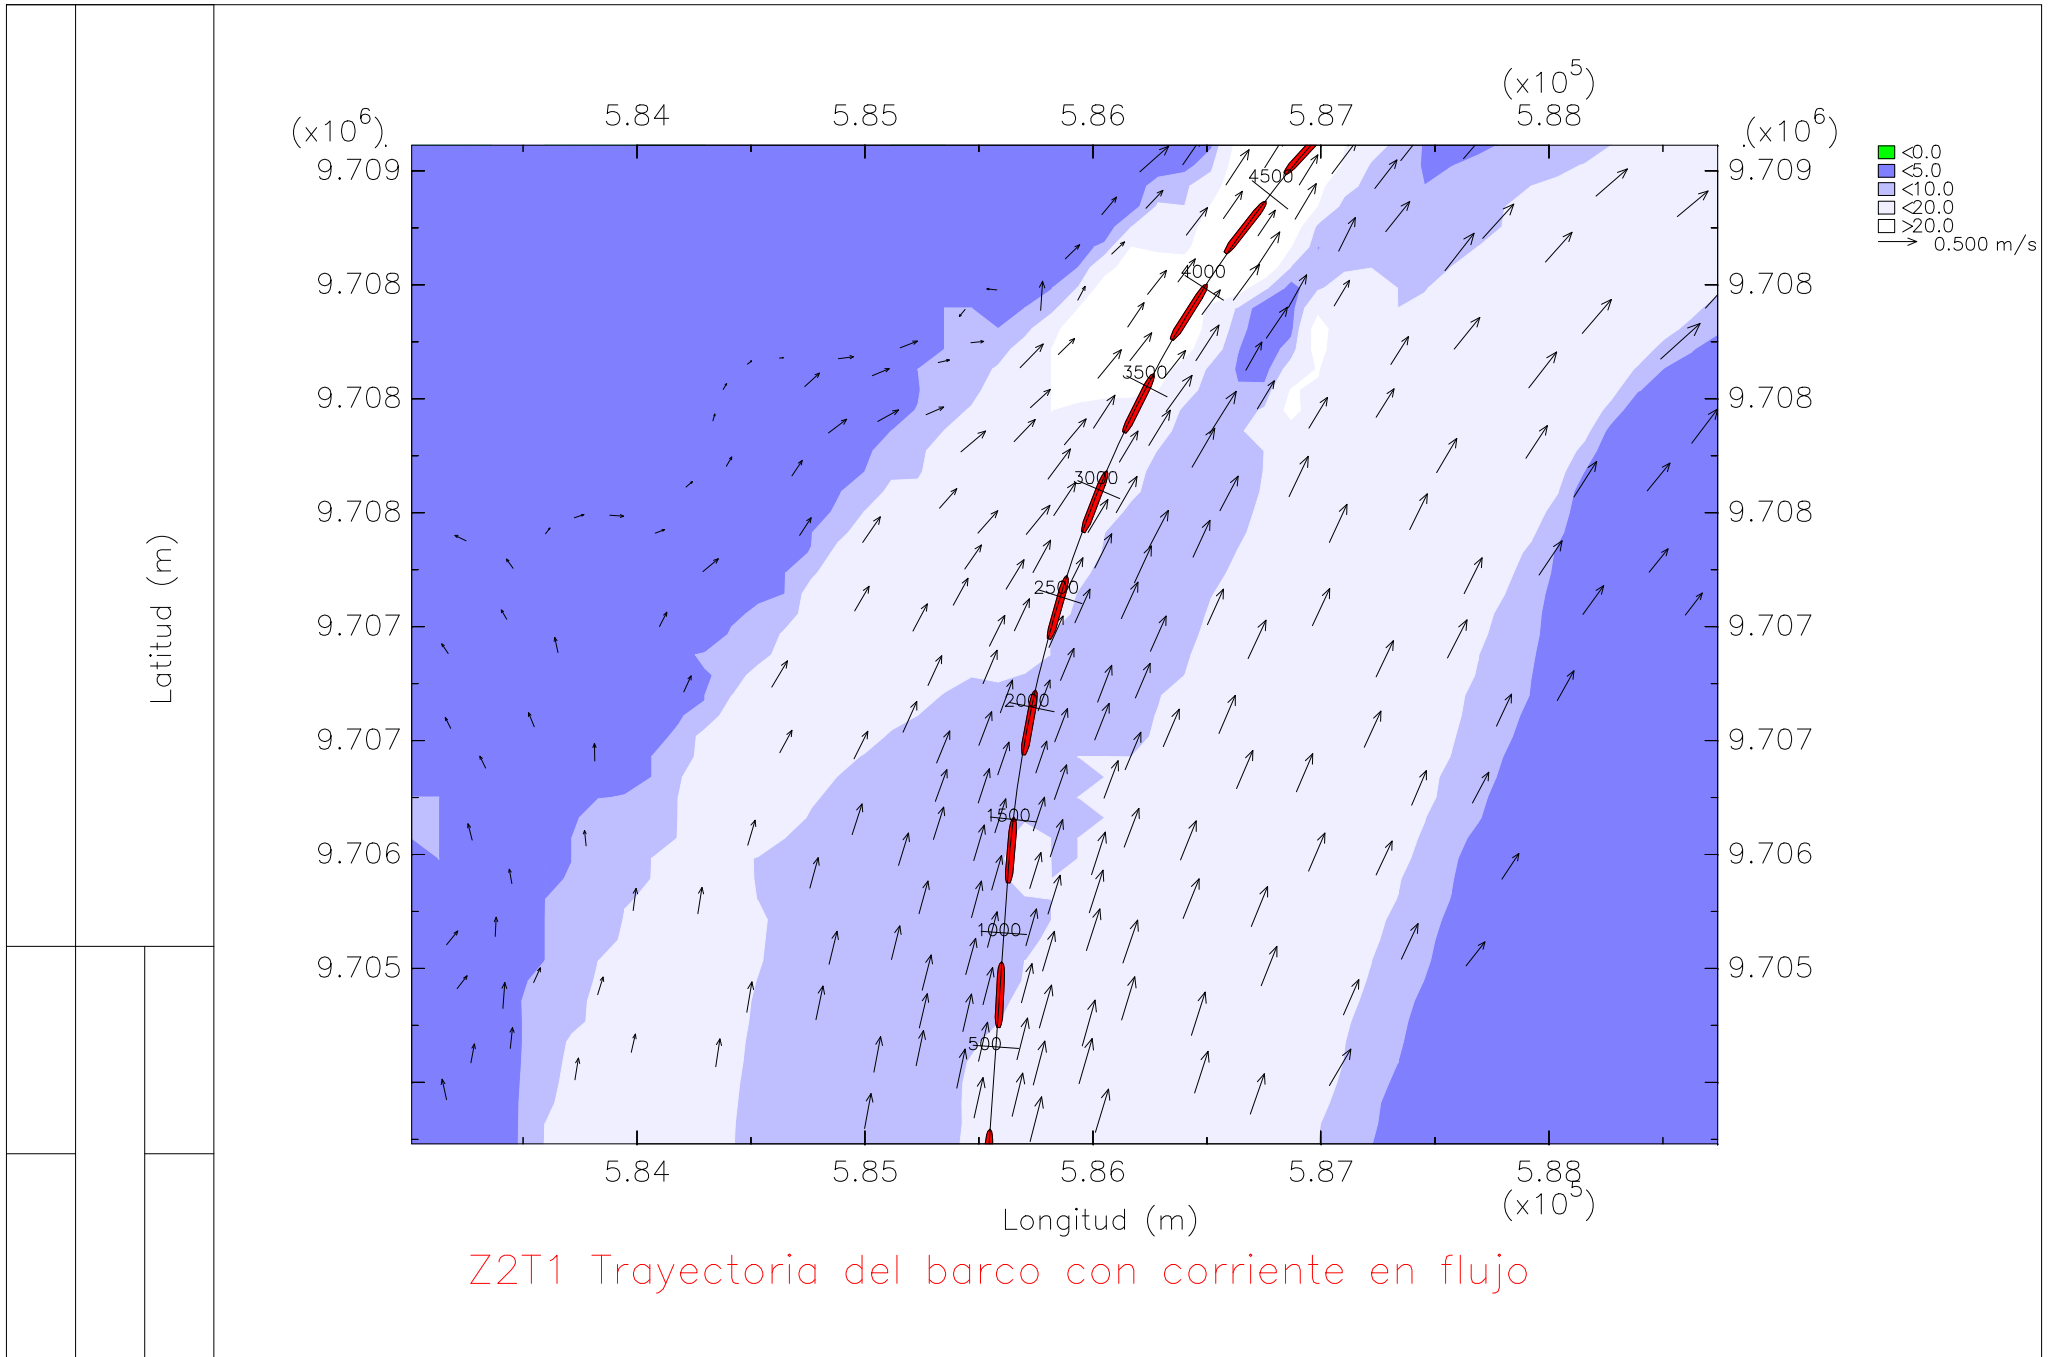 (x10^5)
5.84 5.85 5.86 5.87 5.88
(x10^6) (x10^6)
9.709 9.709
9.708 9.708
9.708 9.708
9.708 9.708
9.707 9.707
9.707 9.707
9.706 9.706
9.705 9.705
<0.0
<5.0
<10.0
<20.0
>20.0
0.500 m/s
4500
4000
3500
3000
2500
2000
1500
1000
500
Latitud (m)
5.84 5.85 5.86 5.87 5.88
(x10^5)
Longitud (m)
Z2T1 Trayectoria del barco con corriente en flujo